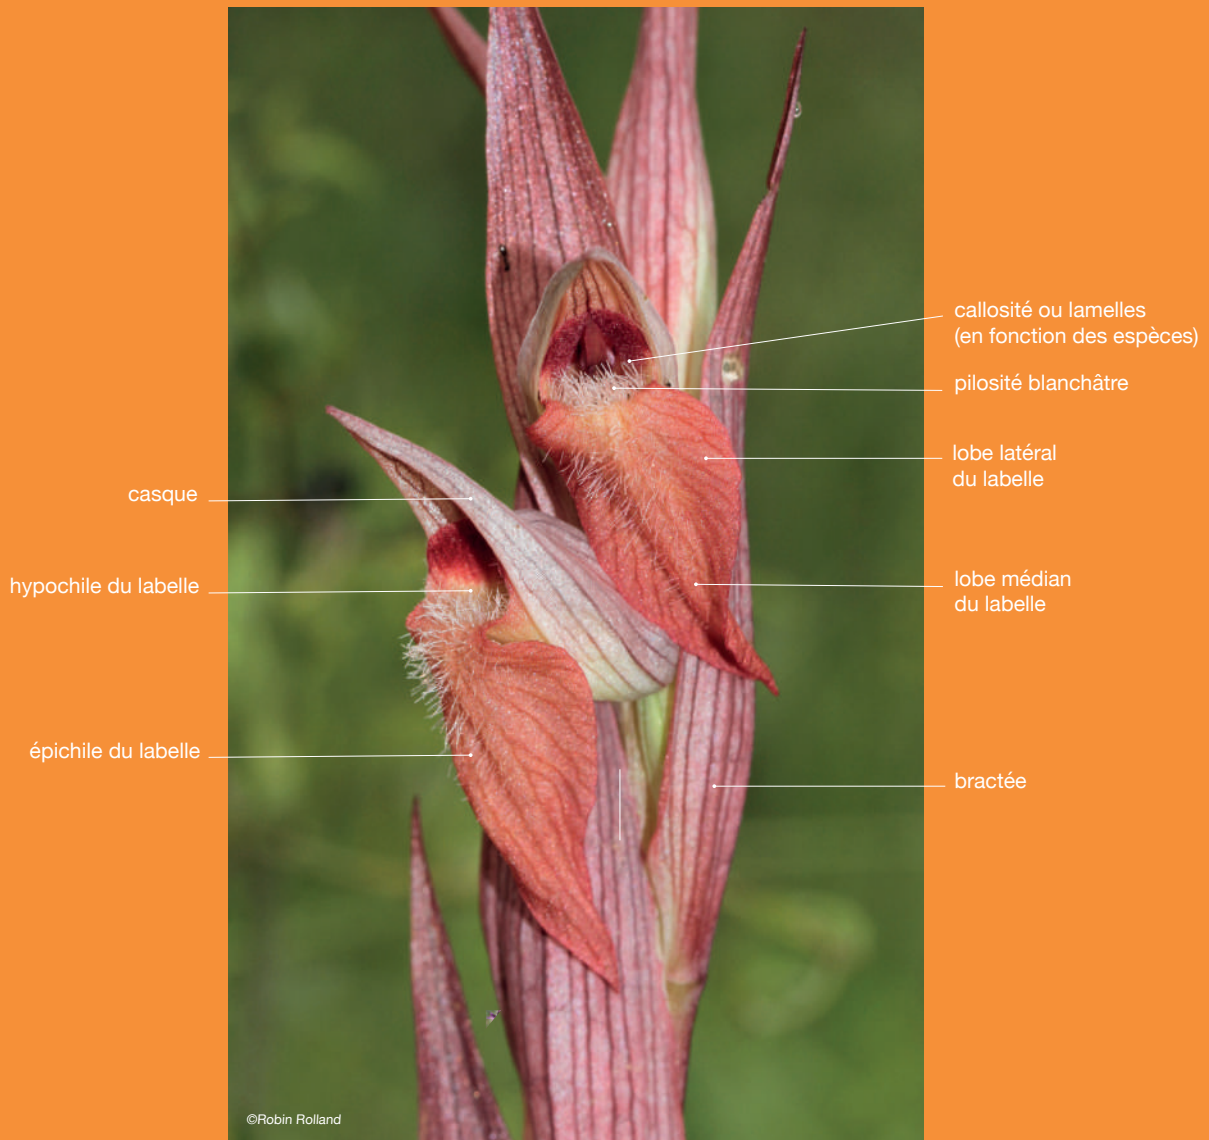 callosité ou lamelles
(en fonction des espèces)
pilosité blanchâtre
lobe latéral
du labelle
casque
hypochile du labelle
lobe médian
du labelle
épichile du labelle
bractée
©Robin Rolland